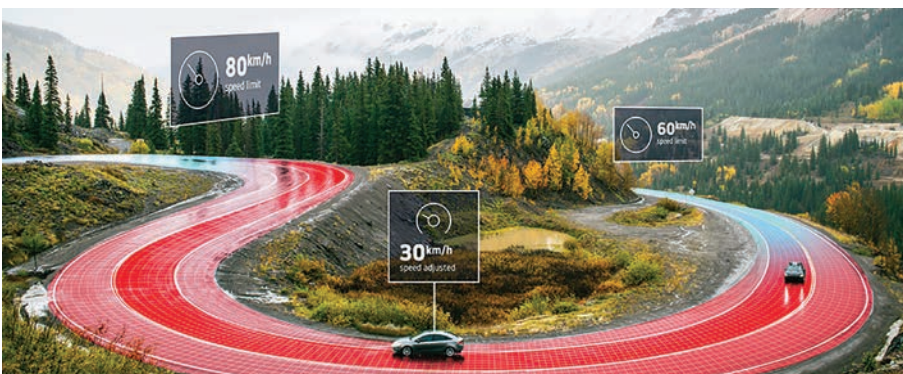 80km/h
speed limit
60km/h
speed limit
30km/h
speed adjusted